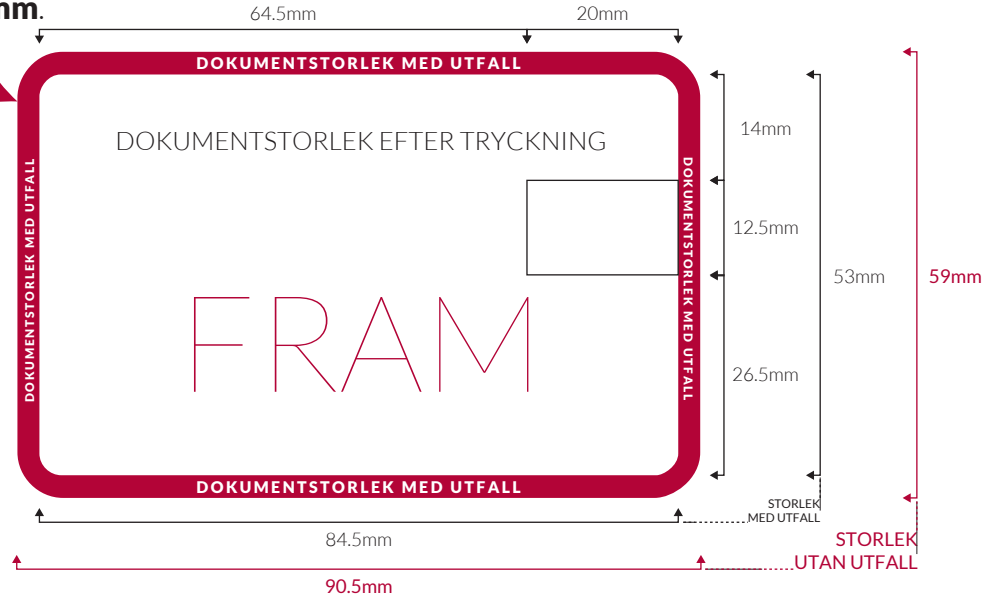 mm.
64.5mm
20mm
DOKUMENTSTORLEK MED UTFALL
DOKUMENTSTORLEK EFTER TRYCKNING
14mm
DOKUMENTSTORLEK MED UTFALL
DOKUMENTSTORLEK MED UTFALL
12.5mm
53mm
59mm
FRAM
26.5mm
DOKUMENTSTORLEK MED UTFALL
STORLEK
MED UTFALL
84.5mm
STORLEK
UTAN UTFALL
90.5mm